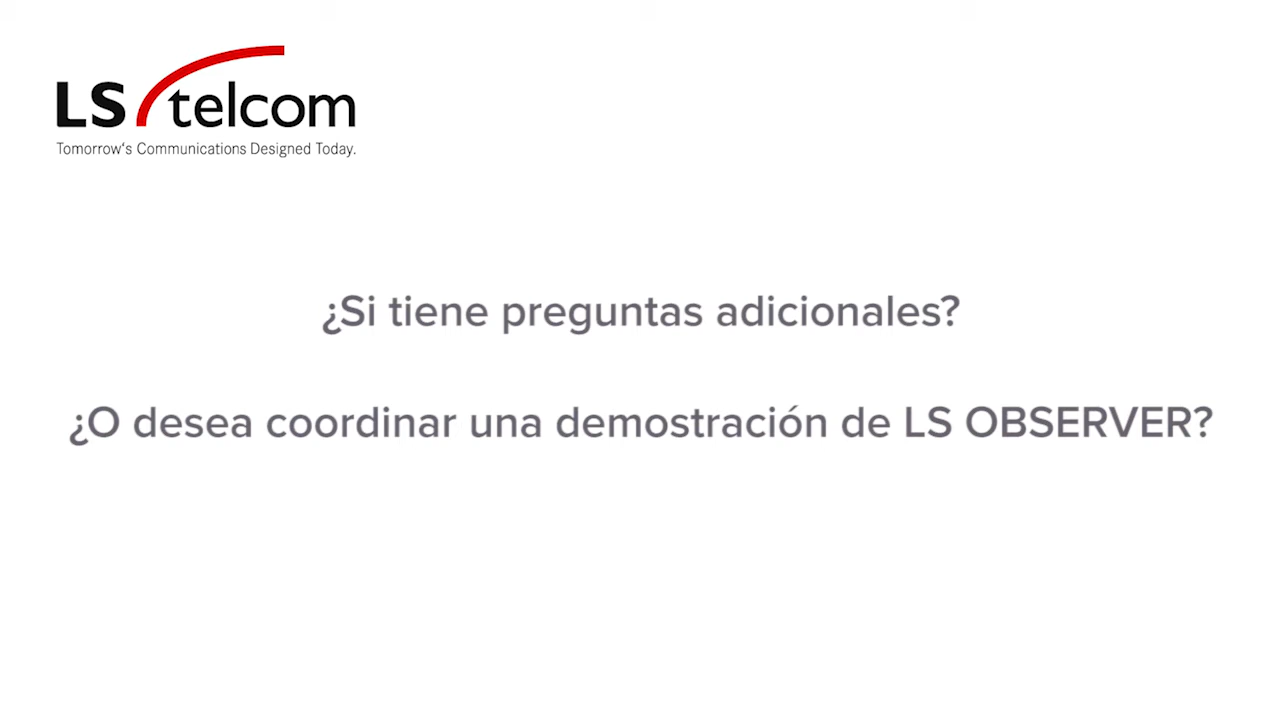 LS telcom
Tomorrow's Communications Designed Today.
¿Si tiene preguntas adicionales?
¿O desea coordinar una demostración de LS OBSERVER?